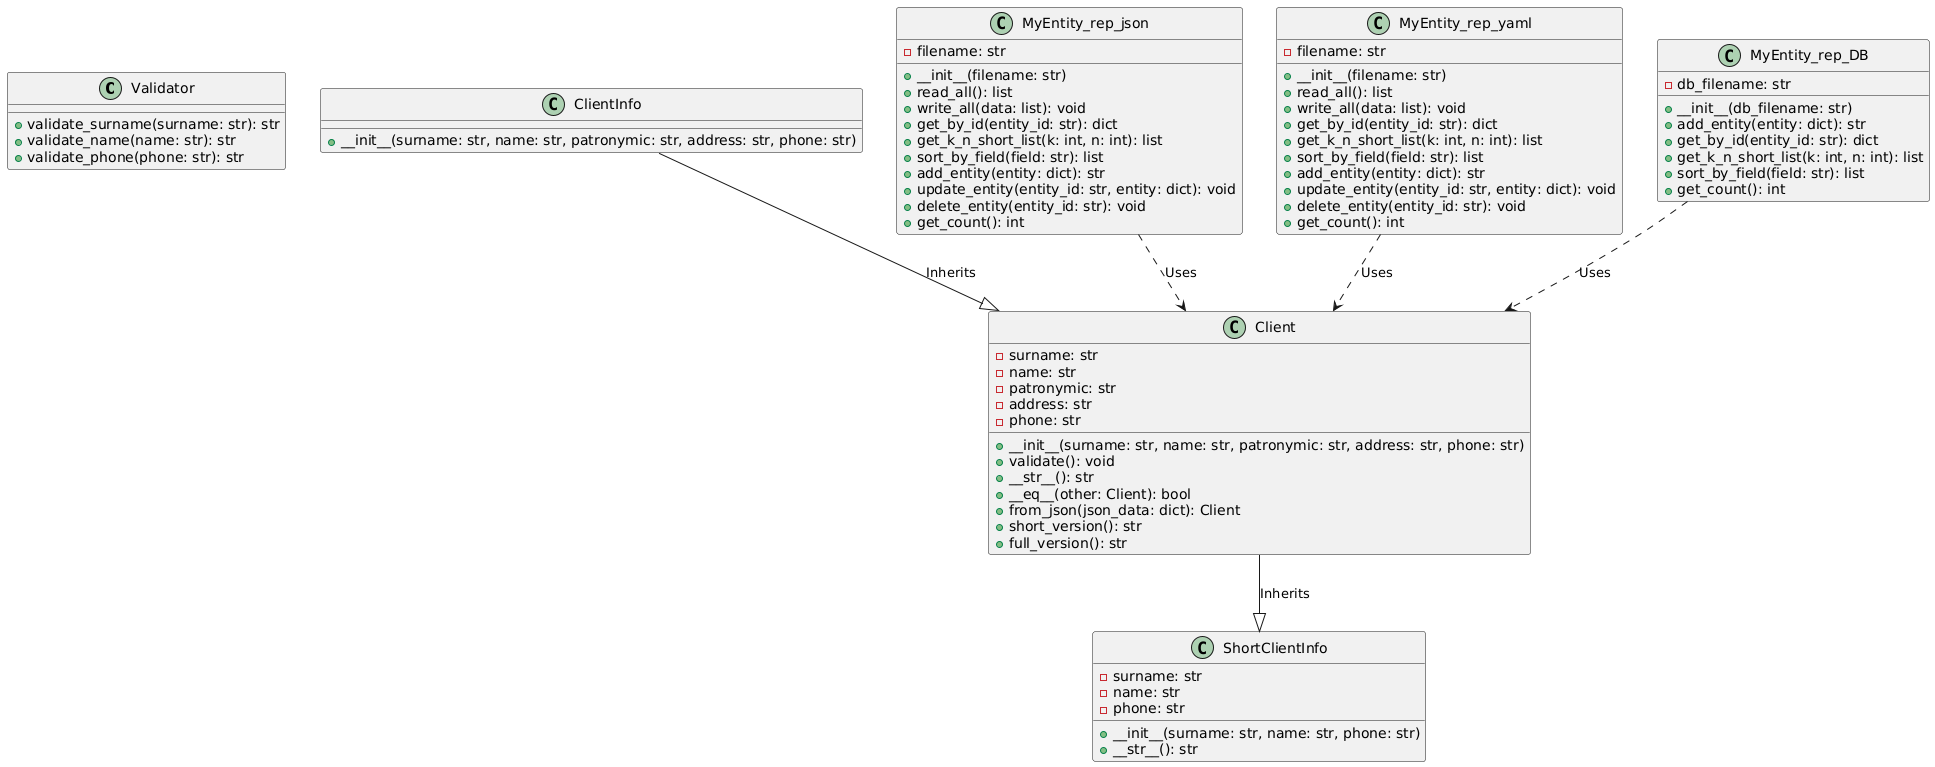 C Validator
validate_surname(surname: str): str
validate_name(name: str): str
validate_phone(phone: str): str
C ClientInfo
__init__(surname: str, name: str, patronymic: str, address: str, phone: str)
C MyEntity_rep_json
filename: str
__init__(filename: str)
read_all(): list
write_all(data: list): void
get_by_id(entity_id: str): dict
get_k_n_short_list(k: int, n: int): list
sort_by_field(field: str): list
add_entity(entity: dict): str
update_entity(entity_id: str, entity: dict): void
delete_entity(entity_id: str): void
get_count(): int
C MyEntity_rep_yaml
filename: str
__init__(filename: str)
read_all(): list
write_all(data: list): void
get_by_id(entity_id: str): dict
get_k_n_short_list(k: int, n: int): list
sort_by_field(field: str): list
add_entity(entity: dict): str
update_entity(entity_id: str, entity: dict): void
delete_entity(entity_id: str): void
get_count(): int
C MyEntity_rep_DB
db_filename: str
__init__(db_filename: str)
add_entity(entity: dict): str
get_by_id(entity_id: str): dict
get_k_n_short_list(k: int, n: int): list
sort_by_field(field: str): list
get_count(): int
Inherits
Uses
Uses
Uses
C Client
surname: str
name: str
patronymic: str
address: str
phone: str
__init__(surname: str, name: str, patronymic: str, address: str, phone: str)
validate(): void
__str__(): str
__eq__(other: Client): bool
from_json(json_data: dict): Client
short_version(): str
full_version(): str
Inherits
C ShortClientInfo
surname: str
name: str
phone: str
__init__(surname: str, name: str, phone: str)
__str__(): str